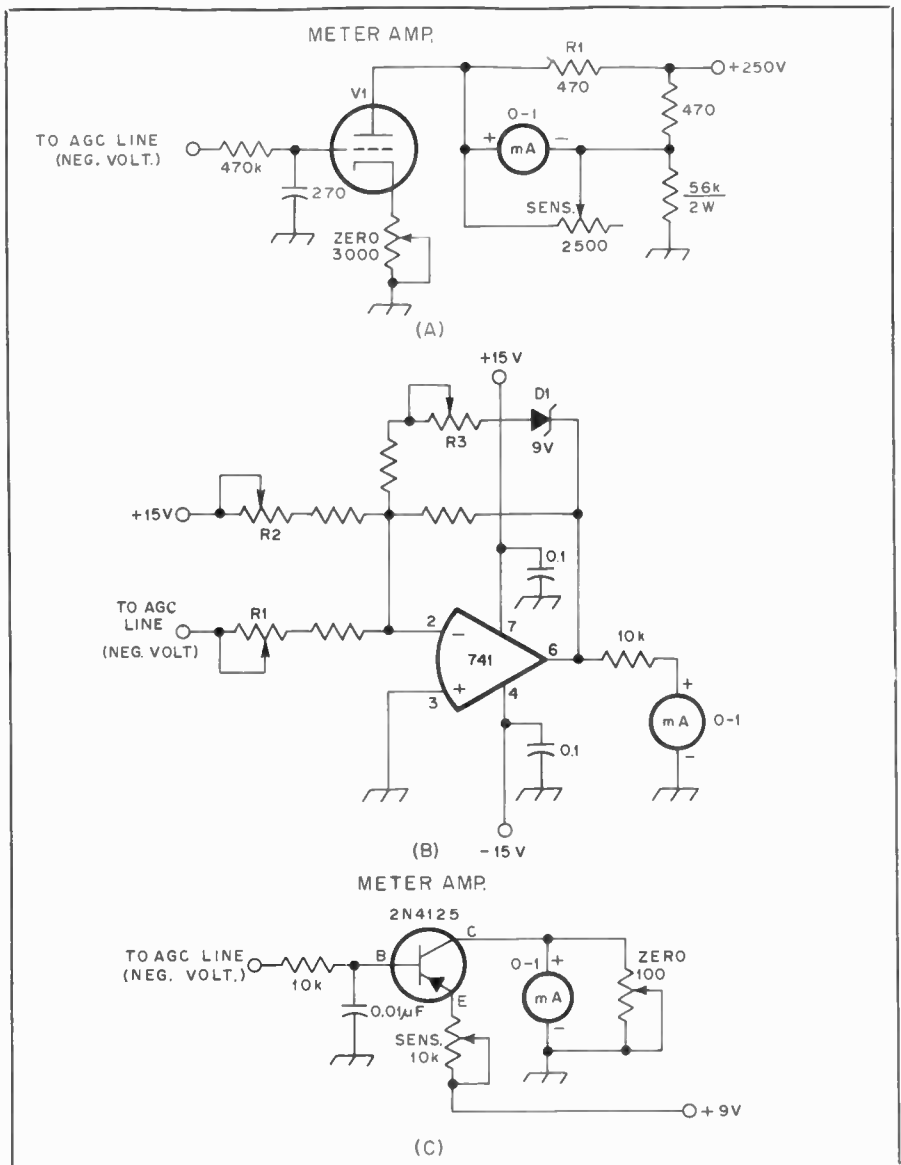 METER AMP.
R1
470
+250V
V1
470
0-1
TO AGC LINE
(NEG. VOLT.)
470k
+ mA -
270
SENS.
2500
56k
2W
ZERO
3000
(A)
+15V
D1
R3
9V
+15V
R2
0.1
TO AGC
LINE
(NEG. VOLT)
R1
2
-
7
741
6
10k
+
3
4
+
mA
0-1
-
0.1
-15V
(B)
METER AMP.
2N4125
C
TO AGC LINE
(NEG. VOLT.)
B
10k
0-1
+
ZERO
100
mA
0.01µF
E
-
SENS.
10k
+9V
(C)